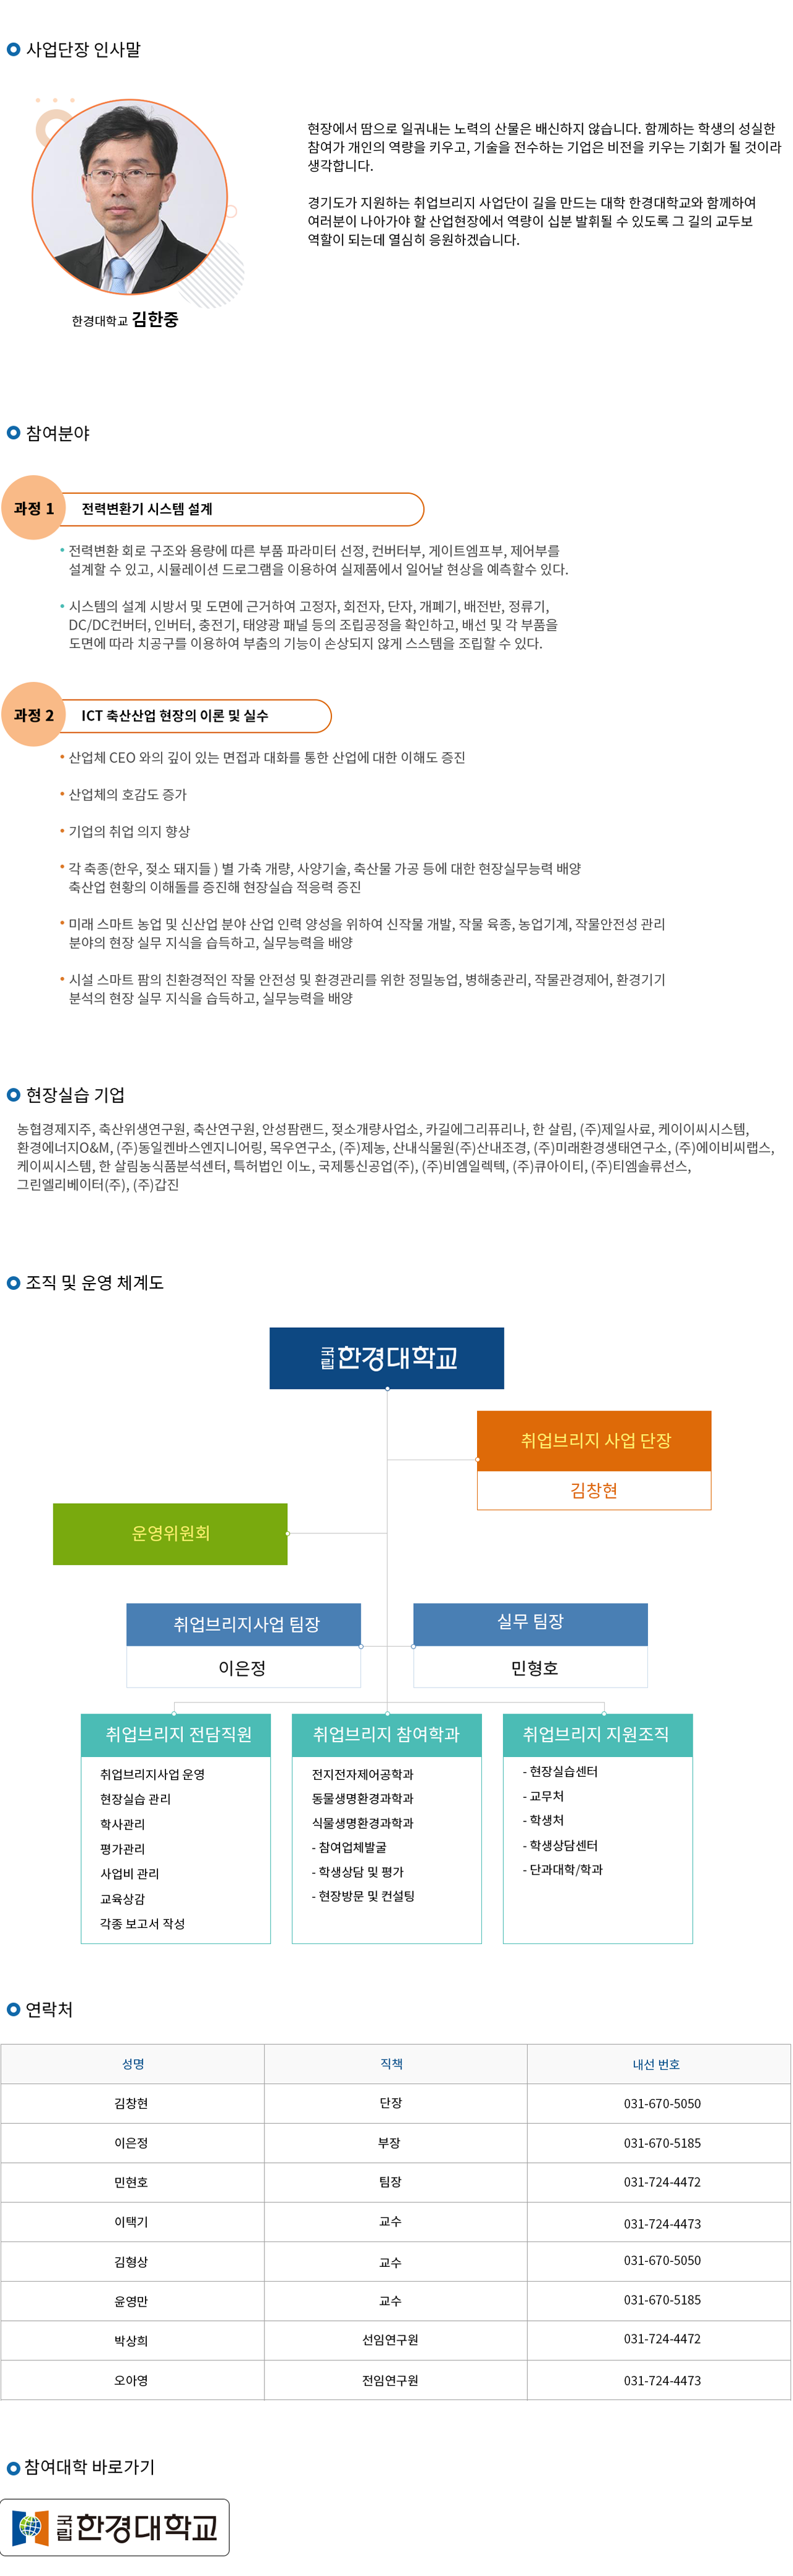 사업단장 인사말
현장에서 땀으로 일궈내는 노력의 산물은 배신하지 않습니다. 함께하는 학생의 성실한
참여가 개인의 역량을 키우고, 기술을 전수하는 기업은 비전을 키우는 기회가 될 것이라
생각합니다.
경기도가 지원하는 취업브리지 사업단이 길을 만드는 대학 한경대학교와 함께하여
여러분이 나아가야 할 산업현장에서 역량이 십분 발휘될 수 있도록 그 길의 교두보
역할이 되는데 열심히 응원하겠습니다.
한경대학교 김한중
참여분야
과정 1
전력변환기 시스템 설계
• 전력변환 회로 구조와 용량에 따른 부품 파라미터 선정, 컨버터부, 게이트엠프부, 제어부를
설계할 수 있고, 시뮬레이션 드로그램을 이용하여 실제품에서 일어날 현상을 예측할수 있다.
• 시스템의 설계 시방서 및 도면에 근거하여 고정자, 회전자, 단자, 개폐기, 배전반, 정류기,
DC/DC컨버터, 인버터, 충전기, 태양광 패널 등의 조립공정을 확인하고, 배선 및 각 부품을
도면에 따라 치공구를 이용하여 부춤의 기능이 손상되지 않게 스스템을 조립할 수 있다.
과정 2
ICT 축산산업 현장의 이론 및 실수
• 산업체 CEO 와의 깊이 있는 면접과 대화를 통한 산업에 대한 이해도 증진
• 산업체의 호감도 증가
• 기업의 취업 의지 향상
• 각 축종(한우, 젖소 돼지들 ) 별 가축 개량, 사양기술, 축산물 가공 등에 대한 현장실무능력 배양
축산업 현황의 이해돌를 증진해 현장실습 적응력 증진
• 미래 스마트 농업 및 신산업 분야 산업 인력 양성을 위하여 신작물 개발, 작물 육종, 농업기계, 작물안전성 관리
분야의 현장 실무 지식을 습득하고, 실무능력을 배양
• 시설 스마트 팜의 친환경적인 작물 안전성 및 환경관리를 위한 정밀농업, 병해충관리, 작물관경제어, 환경기기
분석의 현장 실무 지식을 습득하고, 실무능력을 배양
현장실습 기업
농협경제지주, 축산위생연구원, 축산연구원, 안성팜랜드, 젖소개량사업소, 카길에그리퓨리나, 한 살림, (주)제일사료, 케이이씨시스템,
환경에너지O&M, (주)동일켄바스엔지니어링, 목우연구소, (주)제농, 산내식물원(주)산내조경, (주)미래환경생태연구소, (주)에이비씨랩스,
케이씨시스템, 한 살림농식품분석센터, 특허법인 이노, 국제통신공업(주), (주)비엠일렉텍, (주)큐아이티, (주)티엠솔류선스,
그린엘리베이터(주), (주)갑진
조직 및 운영 체계도
국립 한경대학교
취업브리지 사업 단장
김창현
운영위원회
취업브리지사업 팀장
이은정
실무 팀장
민형호
취업브리지 전담직원
취업브리지사업 운영
현장실습 관리
학사관리
평가관리
사업비 관리
교육상감
각종 보고서 작성
취업브리지 참여학과
전지전자제어공학과
동물생명환경과학과
식물생명환경과학과
- 참여업체발굴
- 학생상담 및 평가
- 현장방문 및 컨설팅
취업브리지 지원조직
- 현장실습센터
- 교무처
- 학생처
- 학생상담센터
- 단과대학/학과
연락처
성명 직책 내선 번호
김창현 단장 031-670-5050
이은정 부장 031-670-5185
민현호 팀장 031-724-4472
이택기 교수 031-724-4473
김형상 교수 031-670-5050
윤영만 교수 031-670-5185
박상희 선임연구원 031-724-4472
오아영 전임연구원 031-724-4473
참여대학 바로가기
국립 한경대학교